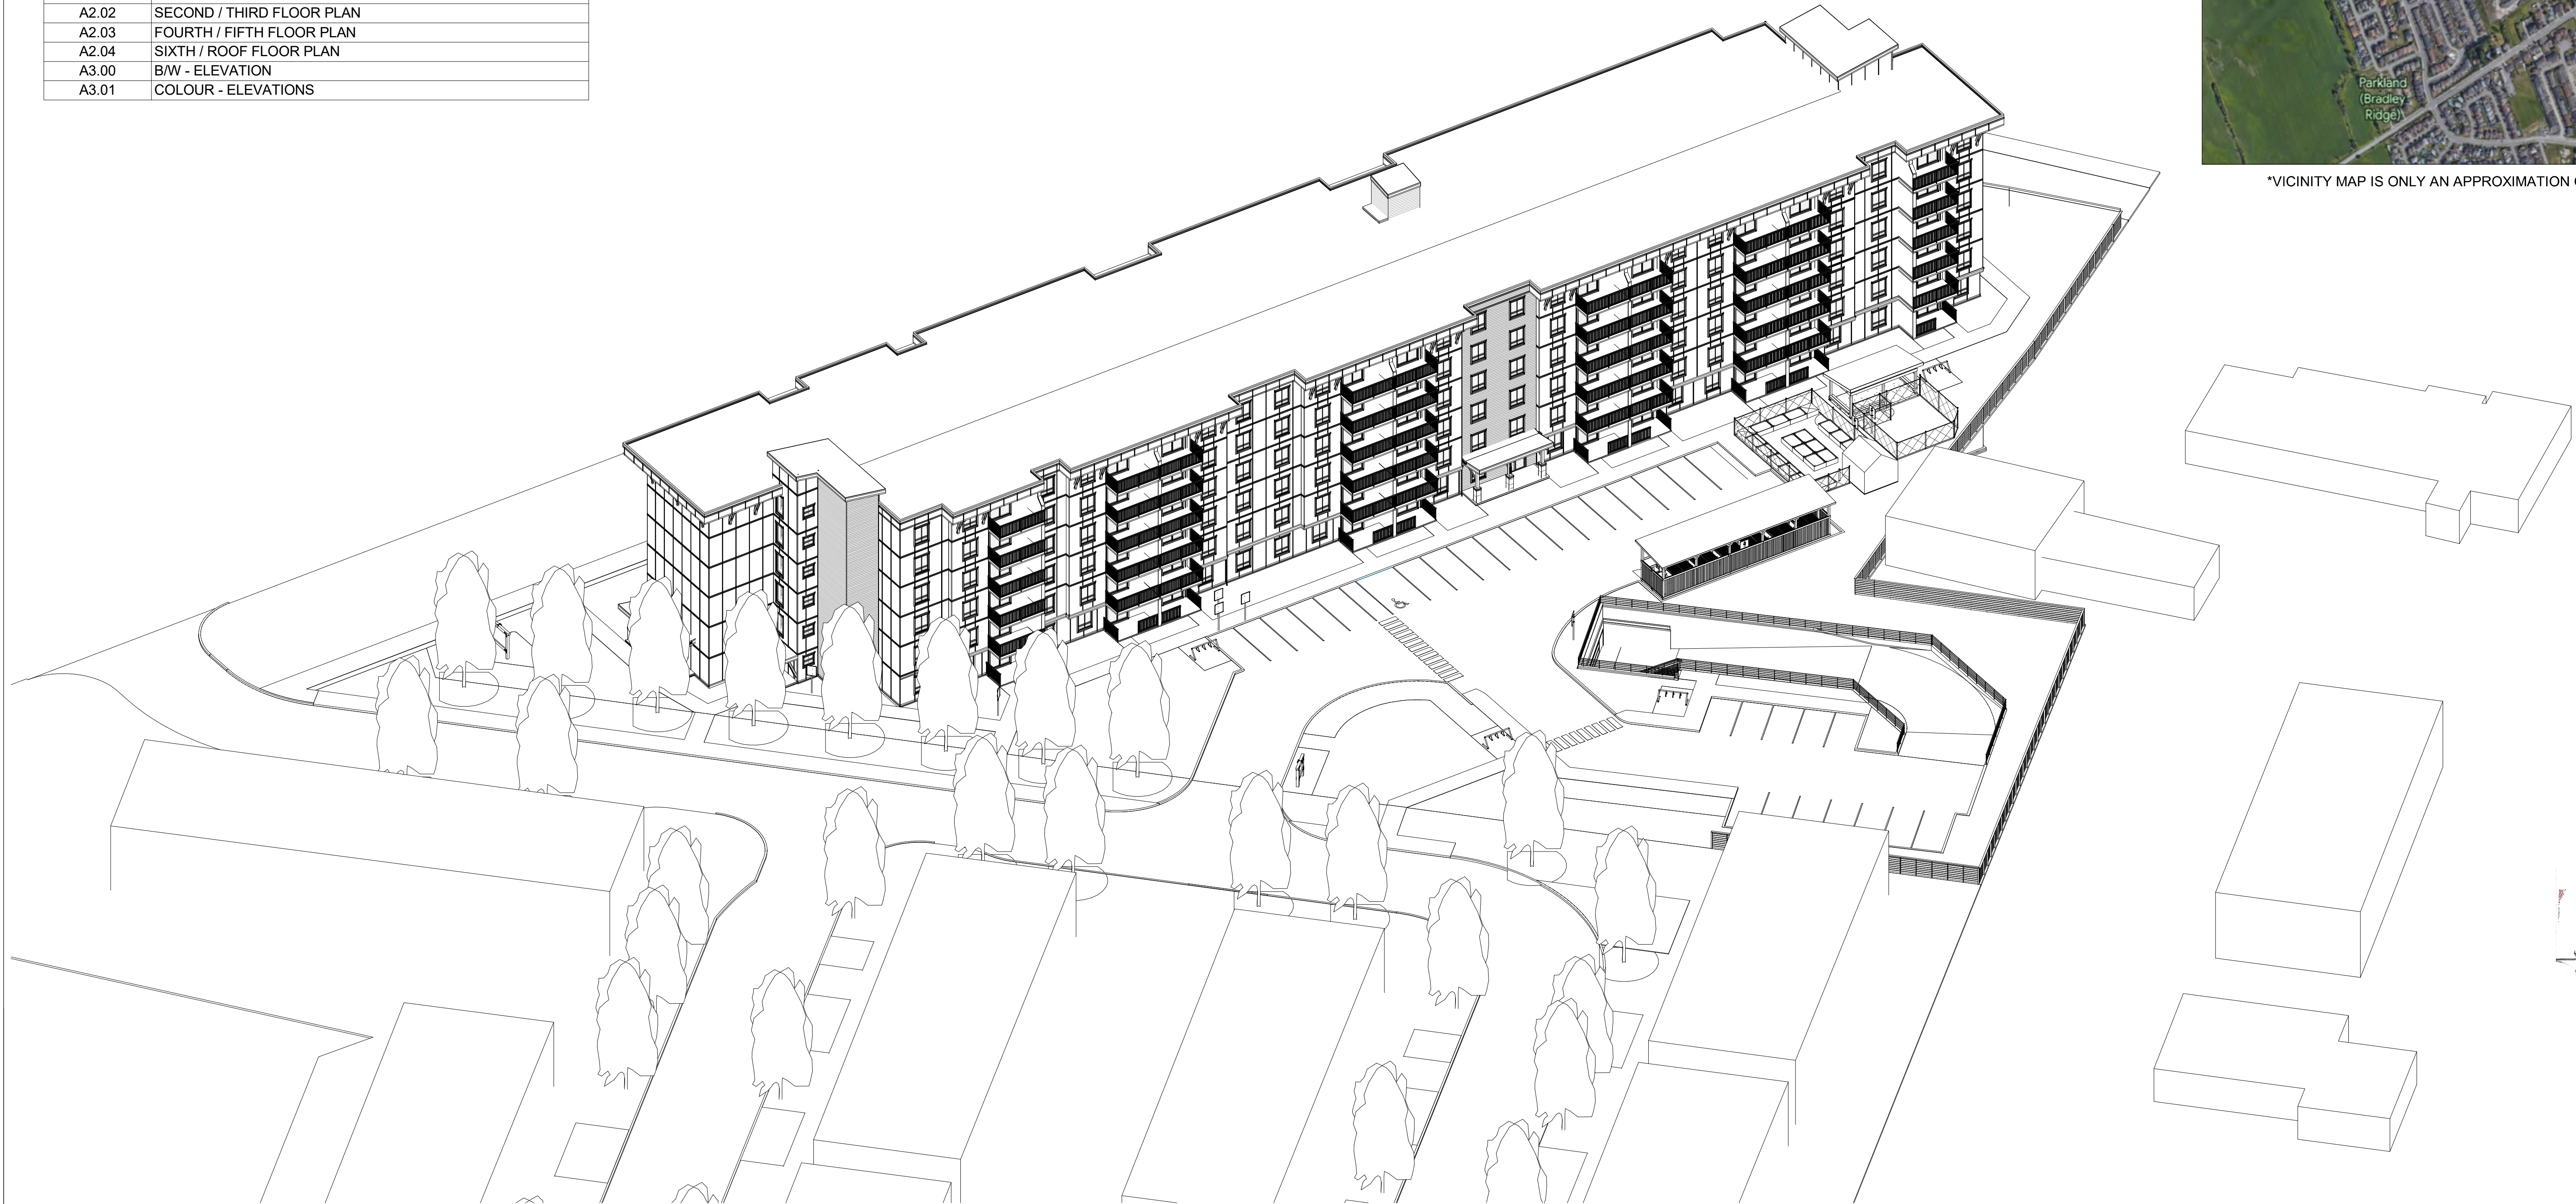 A2.02 SECOND / THIRD FLOOR PLAN
A2.03 FOURTH / FIFTH FLOOR PLAN
A2.04 SIXTH / ROOF FLOOR PLAN
A3.00 B/W - ELEVATION
A3.01 COLOUR - ELEVATIONS
Parkland
(Bradley
Ridge)
*VICINITY MAP IS ONLY AN APPROXIMATION